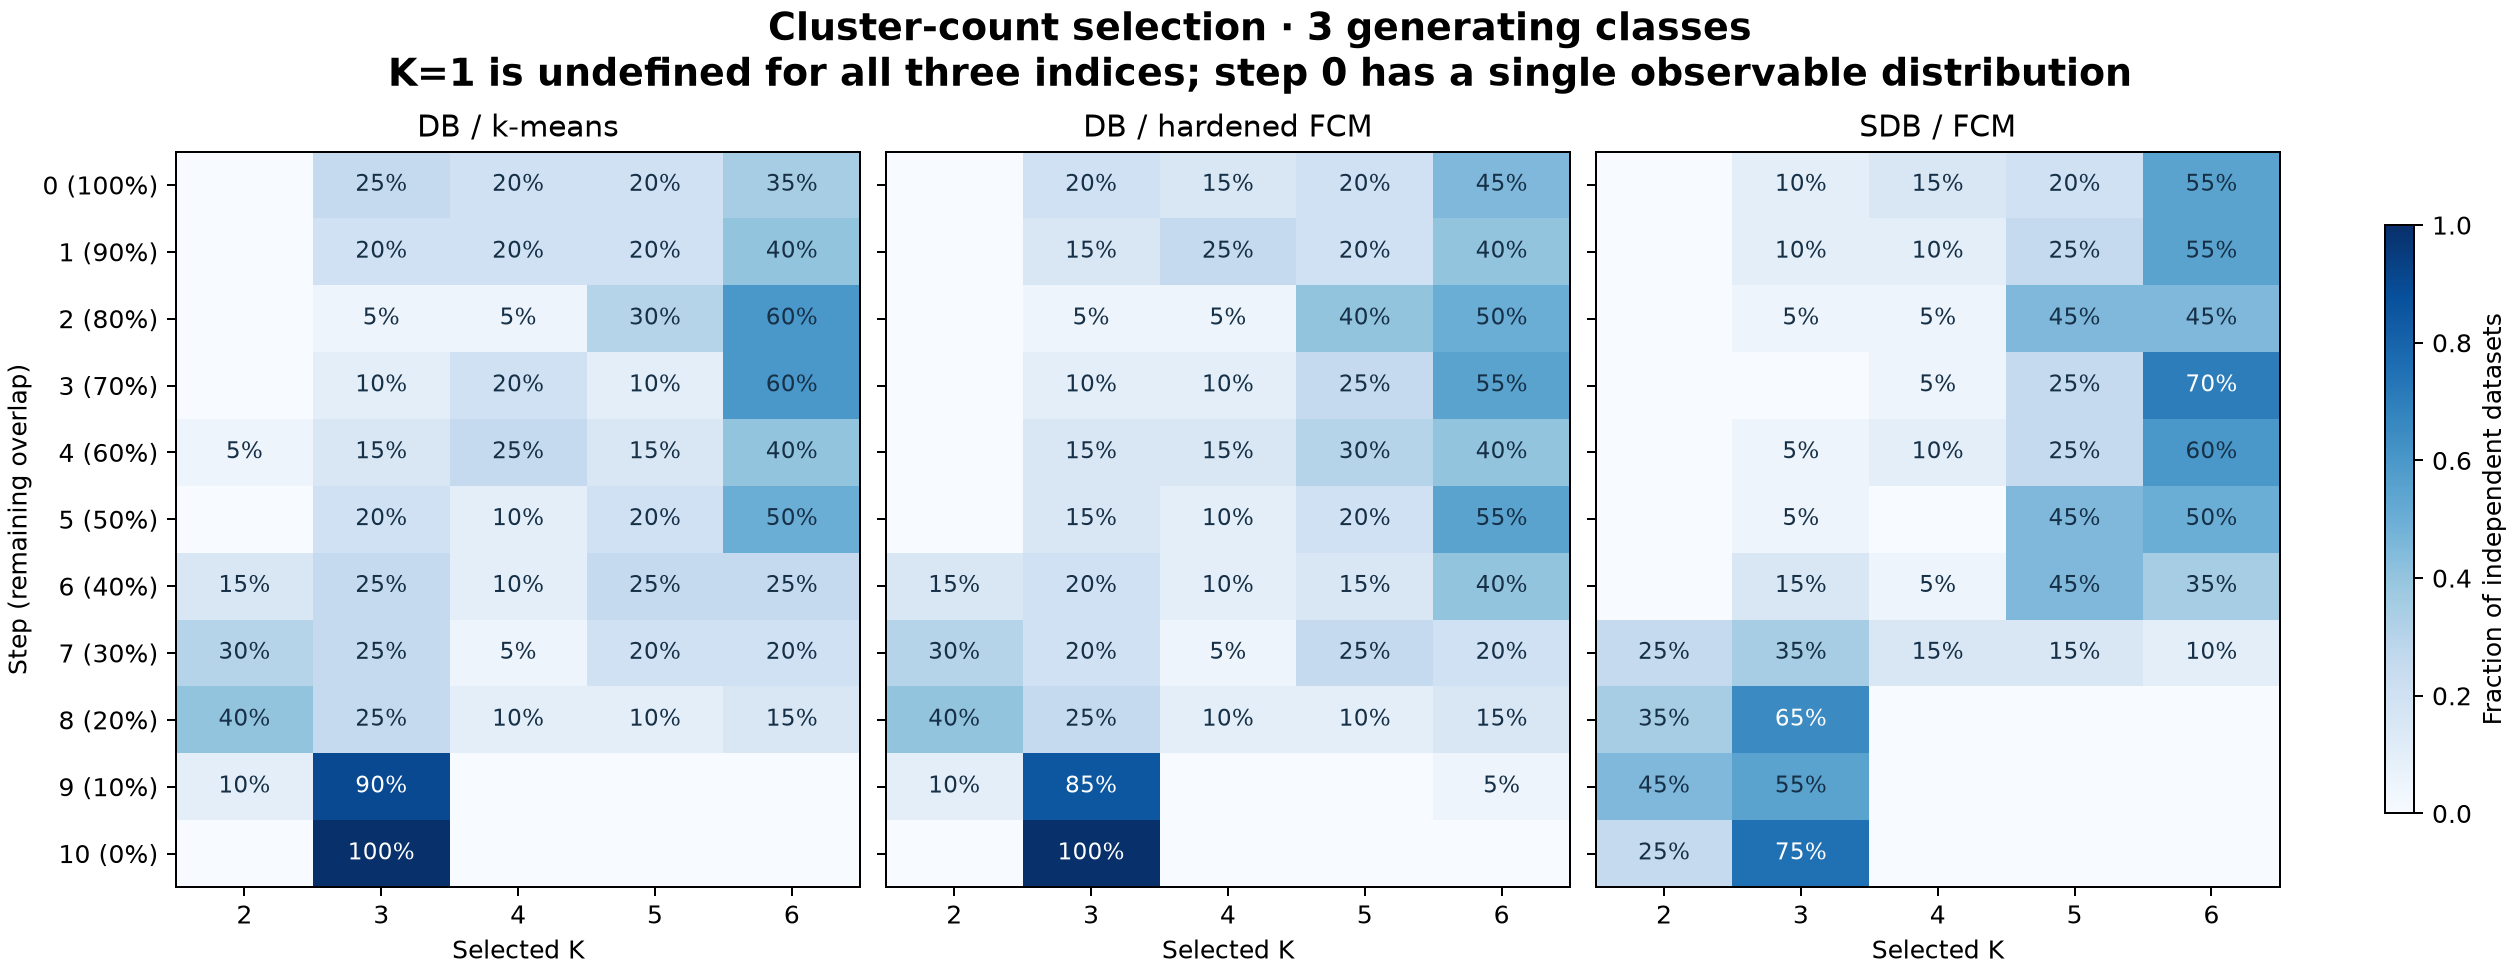 Cluster-count selection · 3 generating classes
K=1 is undefined for all three indices; step 0 has a single observable distribution
DB / k-means
DB / hardened FCM
SDB / FCM
Step (remaining overlap)
0 (100%) 25% 20% 20% 35% 20% 15% 20% 45% 10% 15% 20% 55%
1 (90%) 20% 20% 20% 40% 15% 25% 20% 40% 10% 10% 25% 55%
2 (80%) 5% 5% 30% 60% 5% 5% 40% 50% 5% 5% 45% 45%
3 (70%) 10% 20% 10% 60% 10% 10% 25% 55% 5% 25% 70%
4 (60%) 5% 15% 25% 15% 40% 15% 15% 30% 40% 5% 10% 25% 60%
5 (50%) 20% 10% 20% 50% 15% 10% 20% 55% 5% 45% 50%
6 (40%) 15% 25% 10% 25% 25% 15% 20% 10% 15% 40% 15% 5% 45% 35%
7 (30%) 30% 25% 5% 20% 20% 30% 20% 5% 25% 20% 25% 35% 15% 15% 10%
8 (20%) 40% 25% 10% 10% 15% 40% 25% 10% 10% 15% 35% 65%
9 (10%) 10% 90% 10% 85% 5% 45% 55%
10 (0%) 100% 100% 25% 75%
2 3 4 5 6 2 3 4 5 6 2 3 4 5 6
Selected K
Selected K
Selected K
1.0
0.8
0.6
0.4
0.2
0.0
Fraction of independent datasets